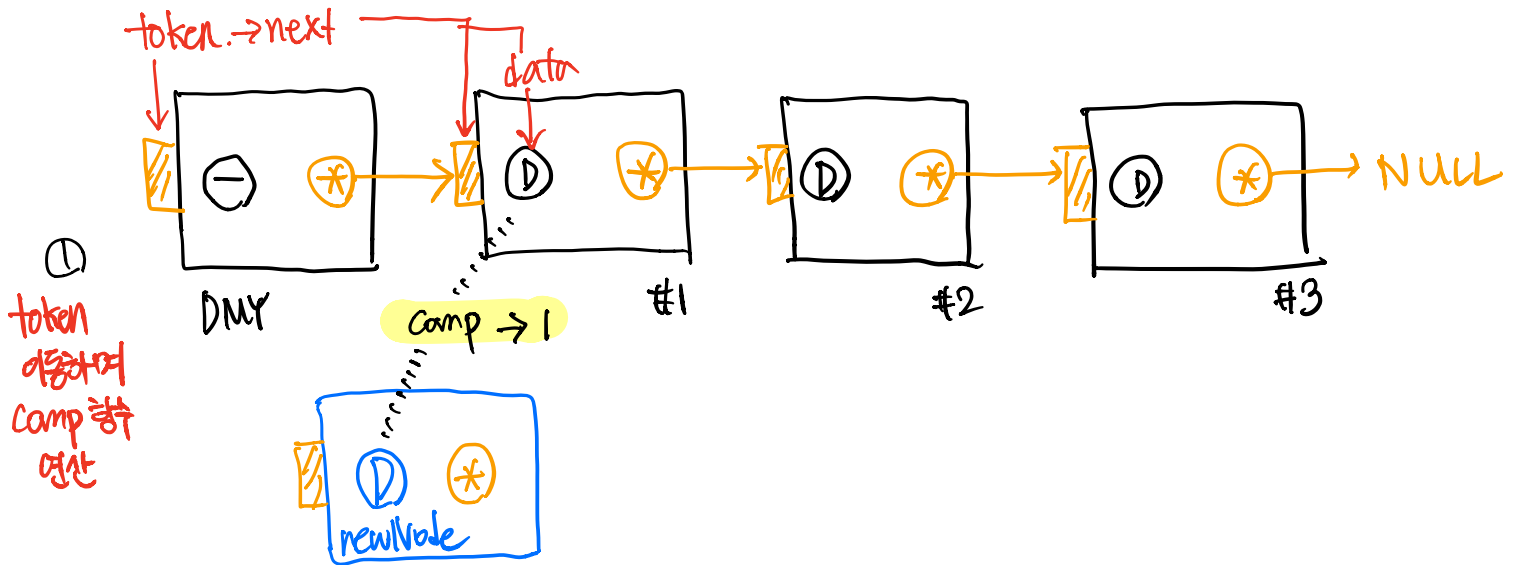 token.→next
data
− * D * D * D * NULL
①
DMY #1 #2 #3
token
이동하며
comp 함수
연산
comp → 1
D *
newNode